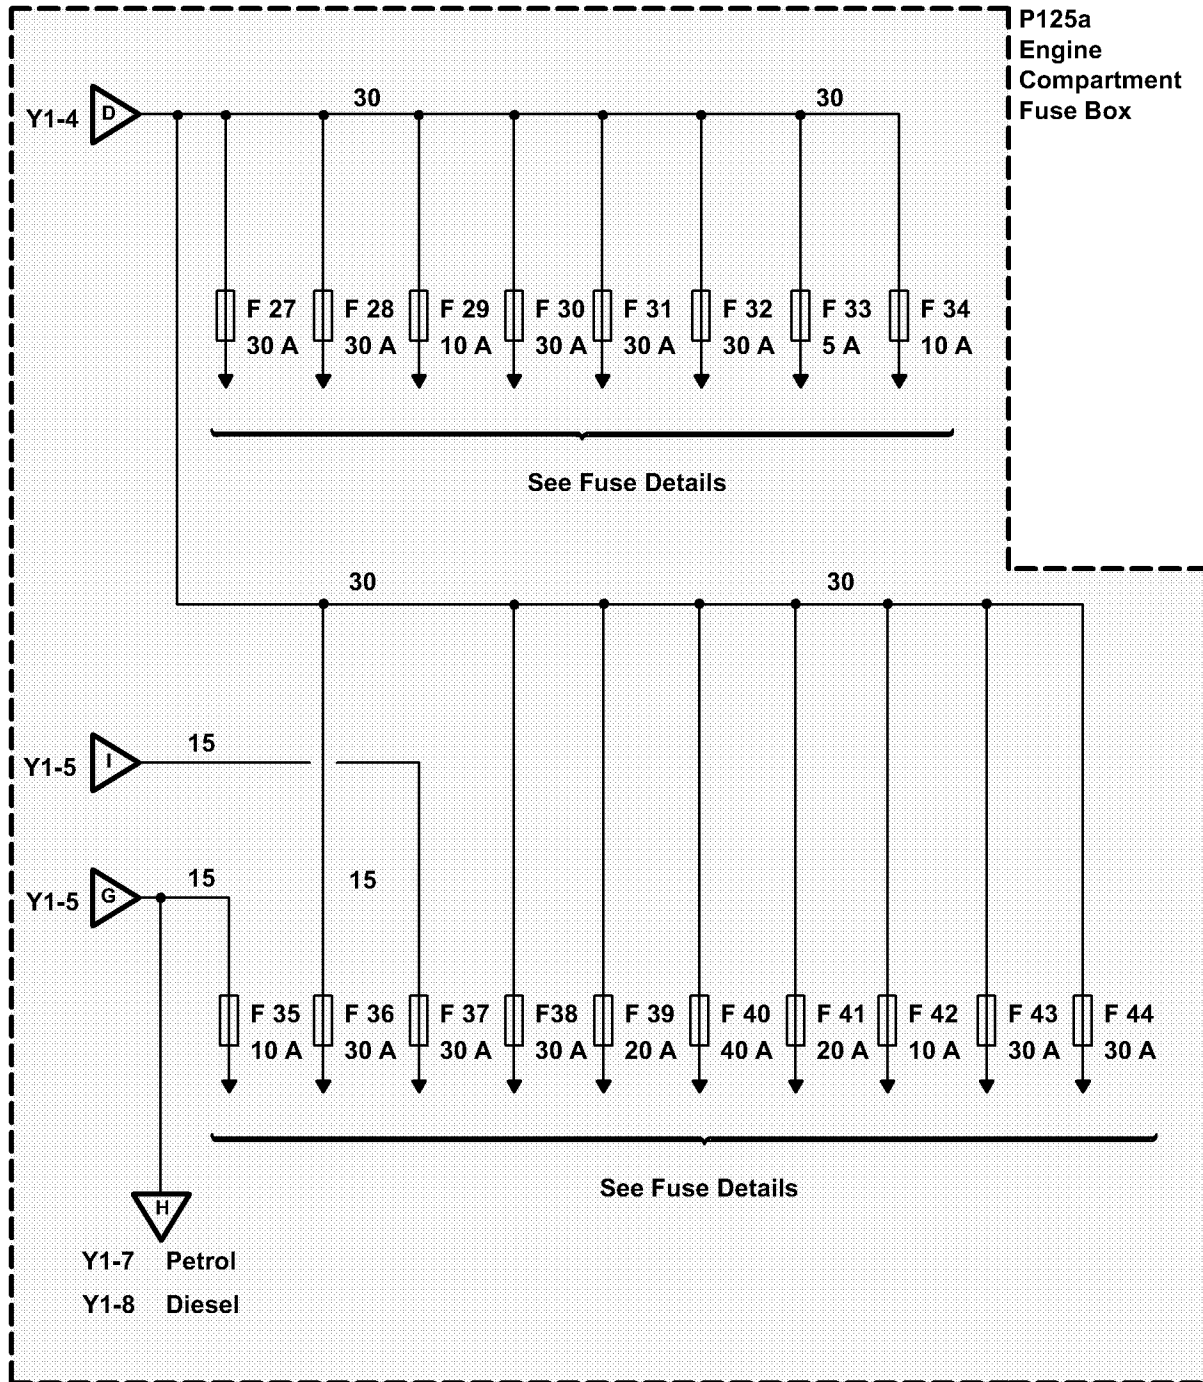 P125a
Engine
Compartment
Fuse Box
Y1-4 D 30 30
F 27 F 28 F 29 F 30 F 31 F 32 F 33 F 34
30 A 30 A 10 A 30 A 30 A 30 A 5 A 10 A
See Fuse Details
30 30
Y1-5 I 15
Y1-5 G 15 15
F 35 F 36 F 37 F38 F 39 F 40 F 41 F 42 F 43 F 44
10 A 30 A 30 A 30 A 20 A 40 A 20 A 10 A 30 A 30 A
See Fuse Details
H
Y1-7 Petrol
Y1-8 Diesel